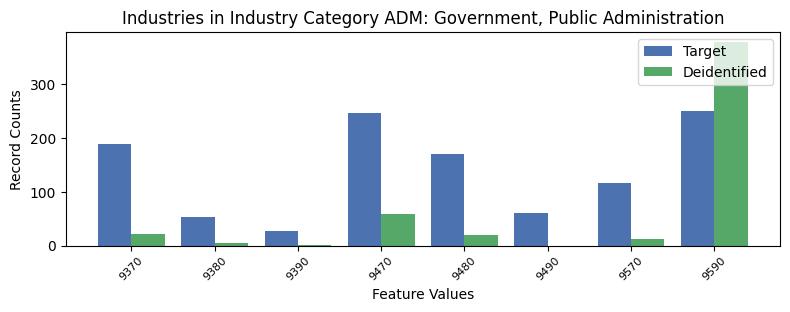 Industries in Industry Category ADM: Government, Public Administration
Record Counts
300
200
100
0
Target
Deidentified
9370
9380
9390
9470
9480
9490
9570
9590
Feature Values